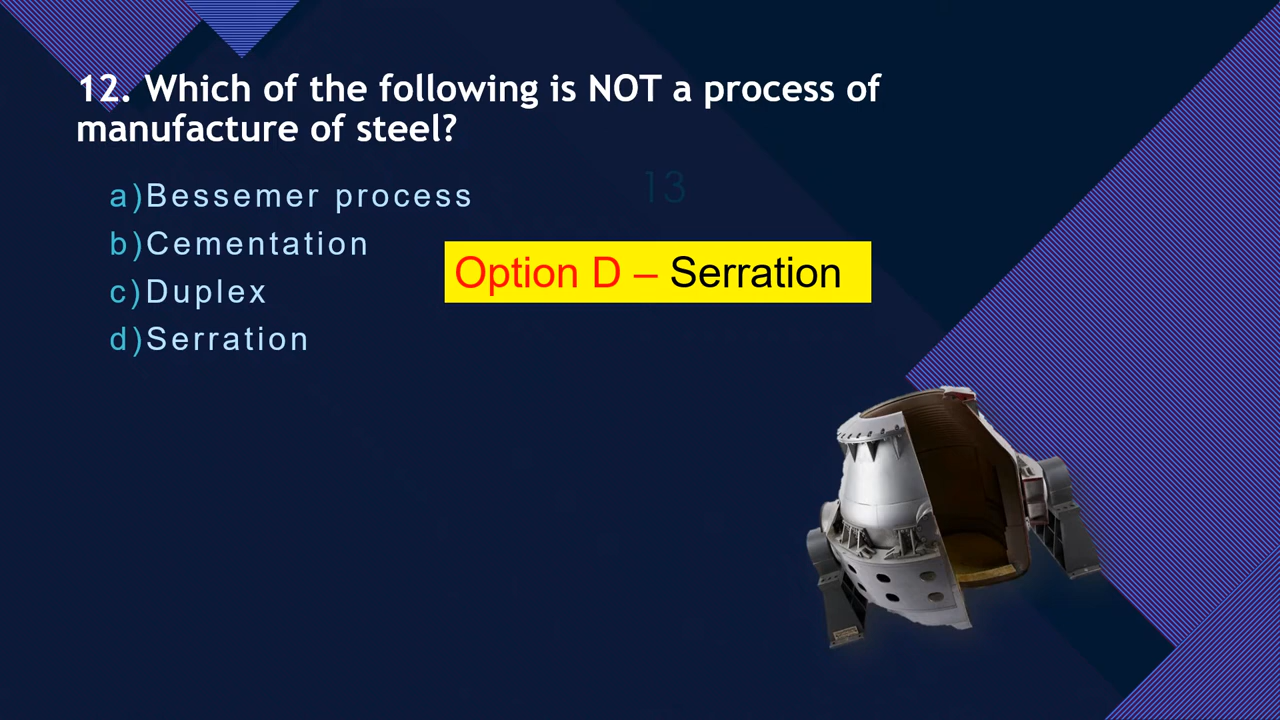 12. Which of the following is NOT a process of
manufacture of steel?
a)Bessemer process
13
b)Cementation
Option D – Serration
c)Duplex
d)Serration